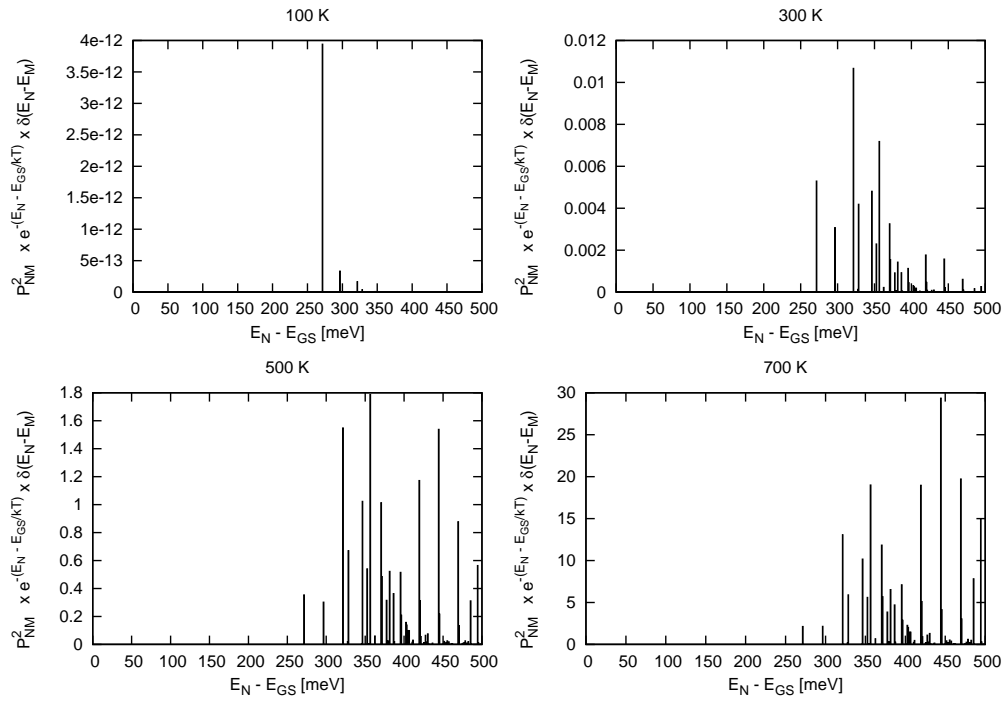 100 K
P²NM x e-(EN - EGS/kT) x δ(EN-EM)
4e-12
3.5e-12
3e-12
2.5e-12
2e-12
1.5e-12
1e-12
5e-13
0
0 50 100 150 200 250 300 350 400 450 500
EN - EGS [meV]
300 K
P²NM x e-(EN - EGS/kT) x δ(EN-EM)
0.012
0.01
0.008
0.006
0.004
0.002
0
0 50 100 150 200 250 300 350 400 450 500
EN - EGS [meV]
500 K
P²NM x e-(EN - EGS/kT) x δ(EN-EM)
1.8
1.6
1.4
1.2
1
0.8
0.6
0.4
0.2
0
0 50 100 150 200 250 300 350 400 450 500
EN - EGS [meV]
700 K
P²NM x e-(EN - EGS/kT) x δ(EN-EM)
30
25
20
15
10
5
0
0 50 100 150 200 250 300 350 400 450 500
EN - EGS [meV]